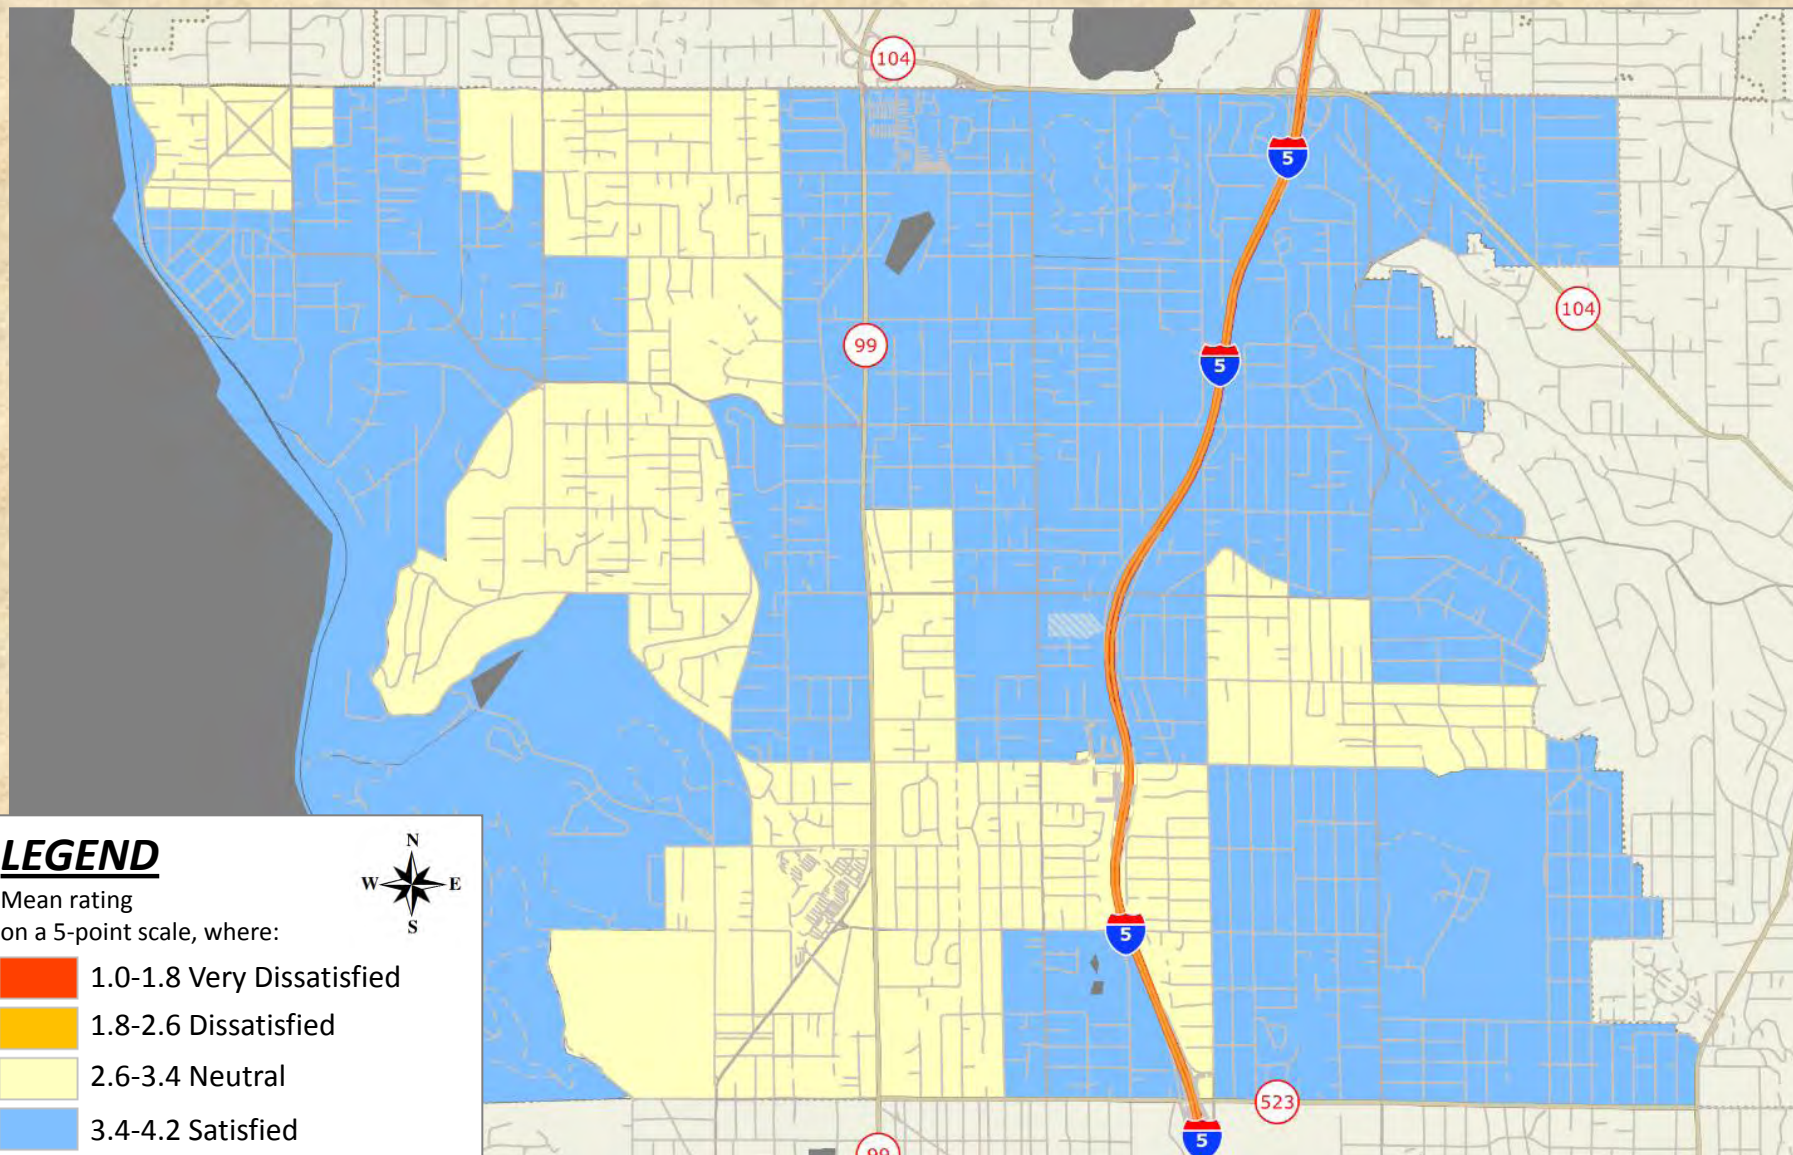 104
5
104
99
5
5
523
5
99
LEGEND
N
W E
S
Mean rating
on a 5-point scale, where:
1.0-1.8 Very Dissatisfied
1.8-2.6 Dissatisfied
2.6-3.4 Neutral
3.4-4.2 Satisfied